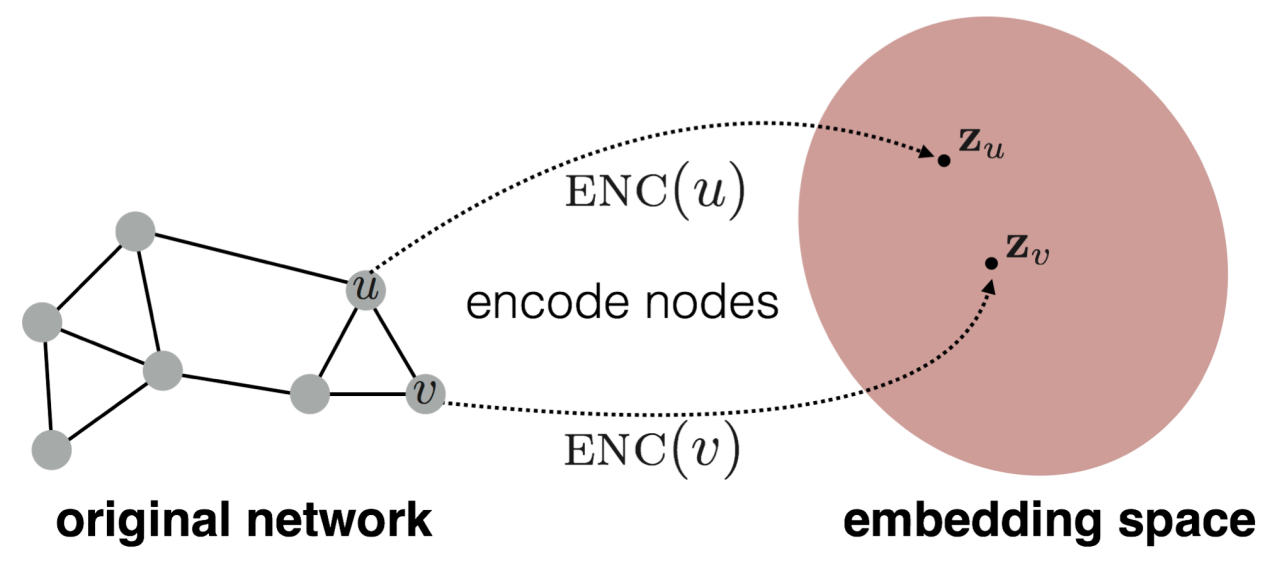 z_u
ENC(u)
u
z_v
encode nodes
v
ENC(v)
original network
embedding space